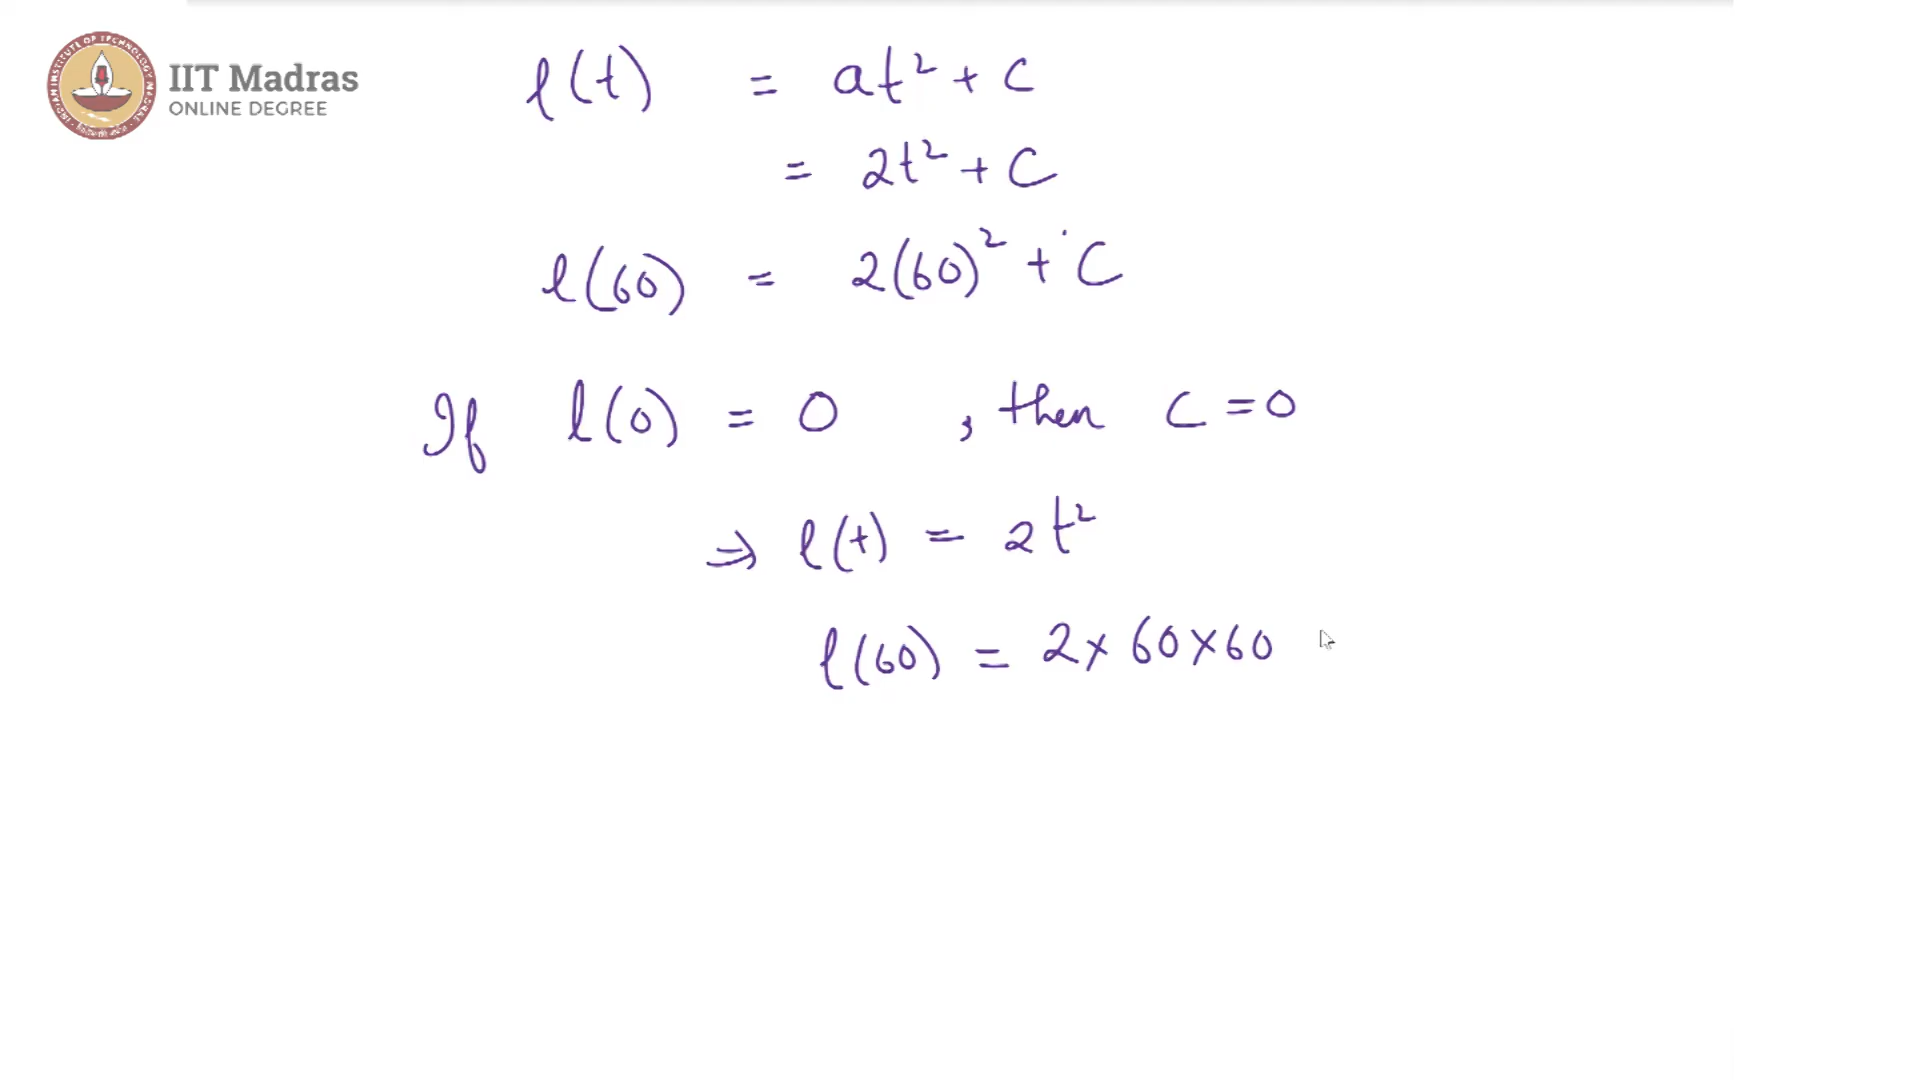 IIT Madras
ONLINE DEGREE
l(t) = at² + c
= 2t² + C
l(60) = 2(60)² + C
If l(0) = 0 , then c = 0
⇒ l(t) = 2t²
l(60) = 2 × 60 × 60